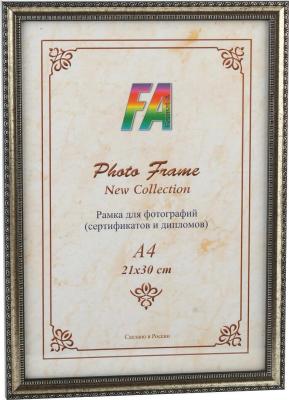 FA
Photo Frame
New Collection
Рамка для фотографий
(сертификатов и дипломов)
A4
21x30 cm
Сделано в России